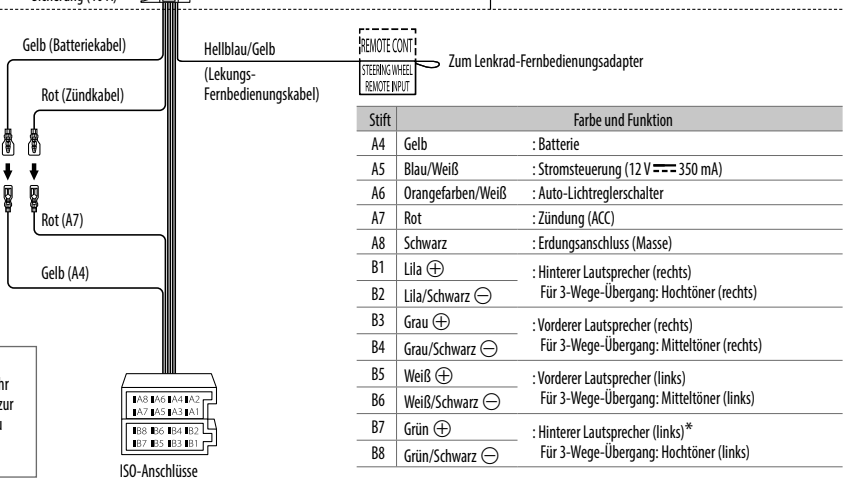 Gelb (Batteriekabel)
Hellblau/Gelb
(Lekungs-
Fernbedienungskabel)
REMOTE CONT
STEERING WHEEL
REMOTE INPUT
Zum Lenkrad-Fernbedienungsadapter
Rot (Zündkabel)
Rot (A7)
Gelb (A4)
Stift Farbe und Funktion
A4 Gelb : Batterie
A5 Blau/Weiß : Stromsteuerung (12 V ⎓ 350 mA)
A6 Orangefarben/Weiß : Auto-Lichtreglerschalter
A7 Rot : Zündung (ACC)
A8 Schwarz : Erdungsanschluss (Masse)
B1 Lila ⊕ : Hinterer Lautsprecher (rechts)
B2 Lila/Schwarz ⊖ Für 3-Wege-Übergang: Hochtöner (rechts)
B3 Grau ⊕ : Vorderer Lautsprecher (rechts)
B4 Grau/Schwarz ⊖ Für 3-Wege-Übergang: Mitteltöner (rechts)
B5 Weiß ⊕ : Vorderer Lautsprecher (links)
B6 Weiß/Schwarz ⊖ Für 3-Wege-Übergang: Mitteltöner (links)
B7 Grün ⊕ : Hinterer Lautsprecher (links)*
B8 Grün/Schwarz ⊖ Für 3-Wege-Übergang: Hochtöner (links)
zur
A8 A6 A4 A2
A7 A5 A3 A1
B8 B6 B4 B2
B7 B5 B3 B1
ISO-Anschlüsse